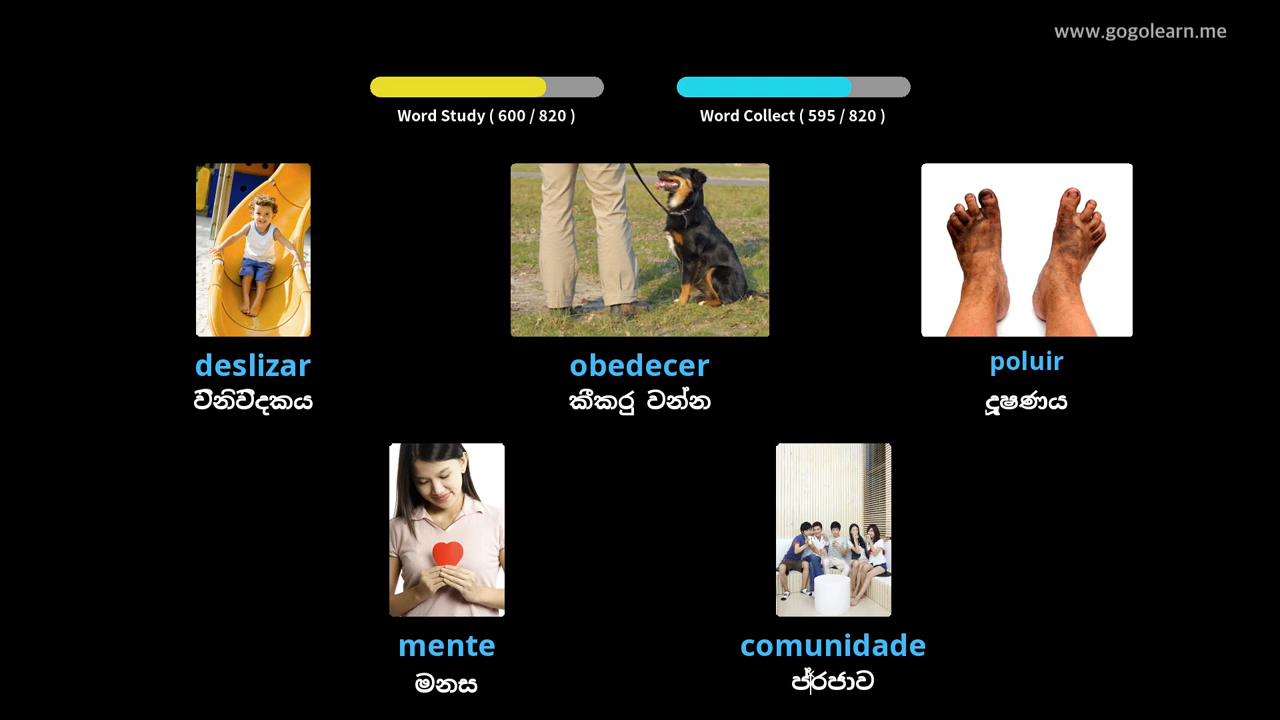 www.gogolearn.me
Word Study ( 600 / 820 )
Word Collect ( 595 / 820 )
deslizar
විනිවිදකය
obedecer
කීකරු වන්න
poluir
දූෂණය
mente
මනස
comunidade
ප්‍රජාව